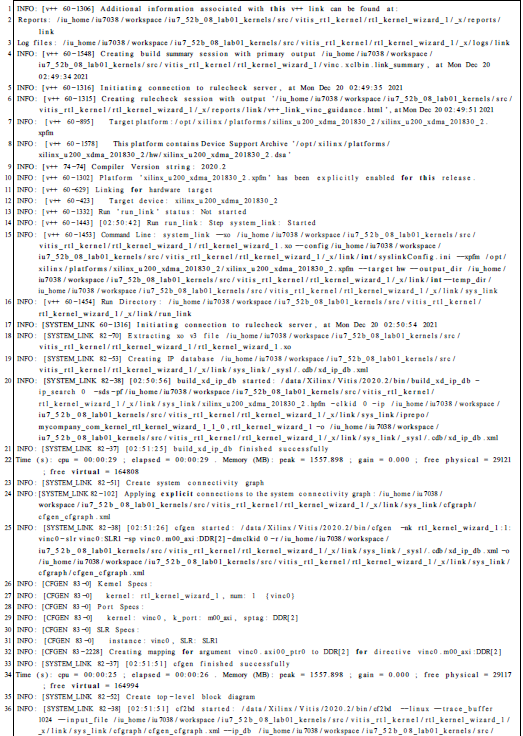 1 INFO: [v++ 60-1306] Additional information associated with this v++ link can be found at:
2 Reports: /iu_home/iu7038/workspace/iu7_52b_08_lab01_kernels/src/vitis_rtl_kernel/rtl_kernel_wizard_1/_x/reports/
link
3 Log files: /iu_home/iu7038/workspace/iu7_52b_08_lab01_kernels/src/vitis_rtl_kernel/rtl_kernel_wizard_1/_x/logs/link
4 INFO: [v++ 60-1548] Creating build summary session with primary output /iu_home/iu7038/workspace/
iu7_52b_08_lab01_kernels/src/vitis_rtl_kernel/rtl_kernel_wizard_1/vinc.xclbin.link_summary, at Mon Dec 20
02:49:34 2021
5 INFO: [v++ 60-1316] Initiating connection to rulecheck server, at Mon Dec 20 02:49:35 2021
6 INFO: [v++ 60-1315] Creating rulecheck session with output '/iu_home/iu7038/workspace/iu7_52b_08_lab01_kernels/src/
vitis_rtl_kernel/rtl_kernel_wizard_1/_x/reports/link/v++_link_vinc_guidance.html', at Mon Dec 20 02:49:51 2021
7 INFO: [v++ 60-895] Target platform: /opt/xilinx/platforms/xilinx_u200_xdma_201830_2/xilinx_u200_xdma_201830_2.
xpfm
8 INFO: [v++ 60-1578] This platform contains Device Support Archive '/opt/xilinx/platforms/
xilinx_u200_xdma_201830_2/hw/xilinx_u200_xdma_201830_2.dsa'
9 INFO: [v++ 74-74] Compiler Version string: 2020.2
10 INFO: [v++ 60-1302] Platform 'xilinx_u200_xdma_201830_2.xpfm' has been explicitly enabled for this release.
11 INFO: [v++ 60-629] Linking for hardware target
12 INFO: [v++ 60-423] Target device: xilinx_u200_xdma_201830_2
13 INFO: [v++ 60-1332] Run 'run_link' status: Not started
14 INFO: [v++ 60-1443] [02:50:42] Run run_link: Step system_link: Started
15 INFO: [v++ 60-1453] Command Line: system_link --xo /iu_home/iu7038/workspace/iu7_52b_08_lab01_kernels/src/
vitis_rtl_kernel/rtl_kernel_wizard_1/rtl_kernel_wizard_1.xo --config /iu_home/iu7038/workspace/
iu7_52b_08_lab01_kernels/src/vitis_rtl_kernel/rtl_kernel_wizard_1/_x/link/int/syslinkConfig.ini --xpfm /opt/
xilinx/platforms/xilinx_u200_xdma_201830_2/xilinx_u200_xdma_201830_2.xpfm --target hw --output_dir /iu_home/
iu7038/workspace/iu7_52b_08_lab01_kernels/src/vitis_rtl_kernel/rtl_kernel_wizard_1/_x/link/int --temp_dir /
iu_home/iu7038/workspace/iu7_52b_08_lab01_kernels/src/vitis_rtl_kernel/rtl_kernel_wizard_1/_x/link/sys_link
16 INFO: [v++ 60-1454] Run Directory: /iu_home/iu7038/workspace/iu7_52b_08_lab01_kernels/src/vitis_rtl_kernel/
rtl_kernel_wizard_1/_x/link/run_link
17 INFO: [SYSTEM_LINK 60-1316] Initiating connection to rulecheck server, at Mon Dec 20 02:50:54 2021
18 INFO: [SYSTEM_LINK 82-70] Extracting xo v3 file /iu_home/iu7038/workspace/iu7_52b_08_lab01_kernels/src/
vitis_rtl_kernel/rtl_kernel_wizard_1/rtl_kernel_wizard_1.xo
19 INFO: [SYSTEM_LINK 82-53] Creating IP database /iu_home/iu7038/workspace/iu7_52b_08_lab01_kernels/src/
vitis_rtl_kernel/rtl_kernel_wizard_1/_x/link/sys_link/_sysl/.cdb/xd_ip_db.xml
20 INFO: [SYSTEM_LINK 82-38] [02:50:56] build_xd_ip_db started: /data/Xilinx/Vitis/2020.2/bin/build_xd_ip_db -
ip_search 0 -sds-pf /iu_home/iu7038/workspace/iu7_52b_08_lab01_kernels/src/vitis_rtl_kernel/
rtl_kernel_wizard_1/_x/link/sys_link/xilinx_u200_xdma_201830_2.hpfm -clkid 0 -ip /iu_home/iu7038/workspace/
iu7_52b_08_lab01_kernels/src/vitis_rtl_kernel/rtl_kernel_wizard_1/_x/link/sys_link/iprepo/
mycompany_com_kernel_rtl_kernel_wizard_1_1_0,rtl_kernel_wizard_1 -o /iu_home/iu7038/workspace/
iu7_52b_08_lab01_kernels/src/vitis_rtl_kernel/rtl_kernel_wizard_1/_x/link/sys_link/_sysl/.cdb/xd_ip_db.xml
21 INFO: [SYSTEM_LINK 82-37] [02:51:25] build_xd_ip_db finished successfully
22 Time (s): cpu = 00:00:29 ; elapsed = 00:00:29 . Memory (MB): peak = 1557.898 ; gain = 0.000 ; free physical = 29121
; free virtual = 164808
23 INFO: [SYSTEM_LINK 82-51] Create system connectivity graph
24 INFO: [SYSTEM_LINK 82-102] Applying explicit connections to the system connectivity graph: /iu_home/iu7038/
workspace/iu7_52b_08_lab01_kernels/src/vitis_rtl_kernel/rtl_kernel_wizard_1/_x/link/sys_link/cfgraph/
cfgen_cfgraph.xml
25 INFO: [SYSTEM_LINK 82-38] [02:51:26] cfgen started: /data/Xilinx/Vitis/2020.2/bin/cfgen -nk rtl_kernel_wizard_1:1:
vinc0 -slr vinc0:SLR1 -sp vinc0.m00_axi:DDR[2] -dmclkid 0 -r /iu_home/iu7038/workspace/
iu7_52b_08_lab01_kernels/src/vitis_rtl_kernel/rtl_kernel_wizard_1/_x/link/sys_link/_sysl/.cdb/xd_ip_db.xml -o
/iu_home/iu7038/workspace/iu7_52b_08_lab01_kernels/src/vitis_rtl_kernel/rtl_kernel_wizard_1/_x/link/sys_link/
cfgraph/cfgen_cfgraph.xml
26 INFO: [CFGEN 83-0] Kernel Specs:
27 INFO: [CFGEN 83-0] kernel: rtl_kernel_wizard_1, num: 1 {vinc0}
28 INFO: [CFGEN 83-0] Port Specs:
29 INFO: [CFGEN 83-0] kernel: vinc0, k_port: m00_axi, sptag: DDR[2]
30 INFO: [CFGEN 83-0] SLR Specs:
31 INFO: [CFGEN 83-0] instance: vinc0, SLR: SLR1
32 INFO: [CFGEN 83-2228] Creating mapping for argument vinc0.axi00_ptr0 to DDR[2] for directive vinc0.m00_axi:DDR[2]
33 INFO: [SYSTEM_LINK 82-37] [02:51:51] cfgen finished successfully
34 Time (s): cpu = 00:00:25 ; elapsed = 00:00:26 . Memory (MB): peak = 1557.898 ; gain = 0.000 ; free physical = 29117
; free virtual = 164994
35 INFO: [SYSTEM_LINK 82-52] Create top-level block diagram
36 INFO: [SYSTEM_LINK 82-38] [02:51:51] cf2bd started: /data/Xilinx/Vitis/2020.2/bin/cf2bd --linux --trace_buffer
1024 --input_file /iu_home/iu7038/workspace/iu7_52b_08_lab01_kernels/src/vitis_rtl_kernel/rtl_kernel_wizard_1/
_x/link/sys_link/cfgraph/cfgen_cfgraph.xml --ip_db /iu_home/iu7038/workspace/iu7_52b_08_lab01_kernels/src/